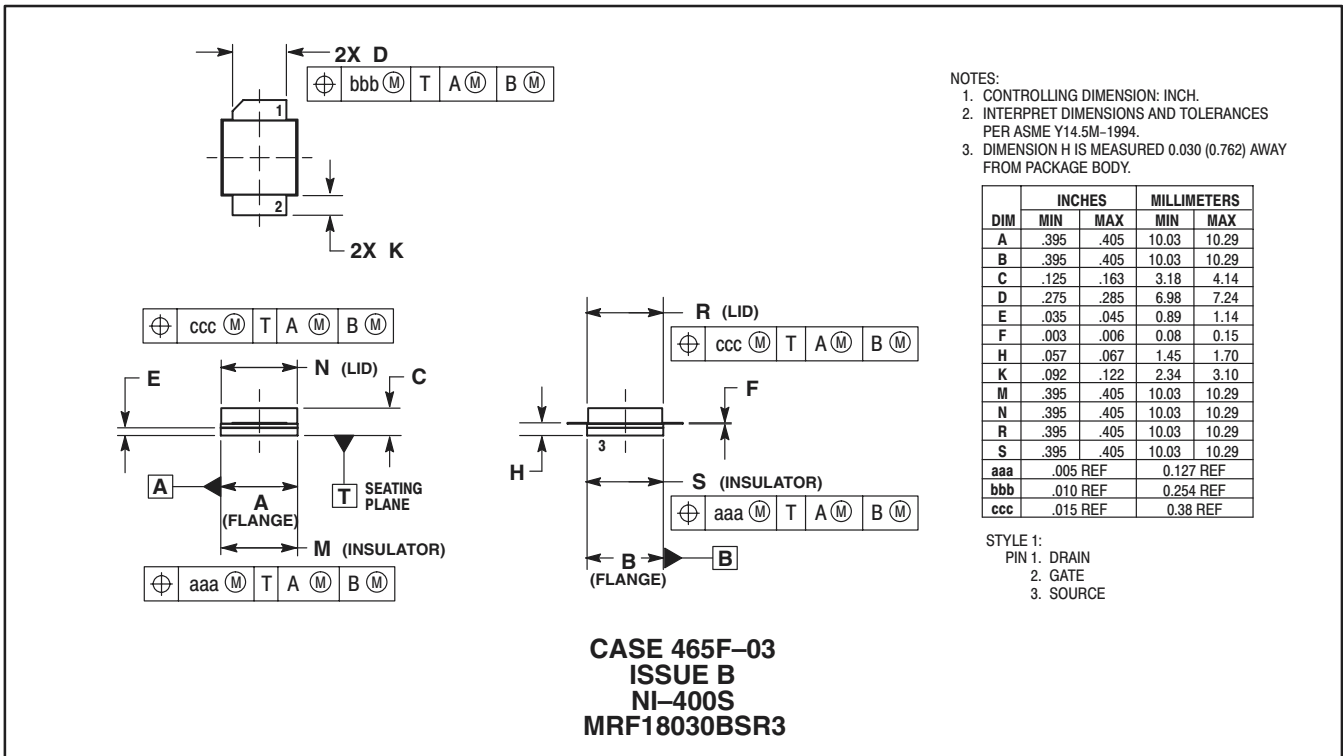 2X D
⌖ bbb Ⓜ T A Ⓜ B Ⓜ
1
2
2X K
⌖ ccc Ⓜ T A Ⓜ B Ⓜ
N (LID)
E
C
A
A
(FLANGE)
T SEATING
PLANE
M (INSULATOR)
⌖ aaa Ⓜ T A Ⓜ B Ⓜ
R (LID)
⌖ ccc Ⓜ T A Ⓜ B Ⓜ
F
3
H
S (INSULATOR)
⌖ aaa Ⓜ T A Ⓜ B Ⓜ
B
B
(FLANGE)
NOTES:
1. CONTROLLING DIMENSION: INCH.
2. INTERPRET DIMENSIONS AND TOLERANCES
PER ASME Y14.5M–1994.
3. DIMENSION H IS MEASURED 0.030 (0.762) AWAY
FROM PACKAGE BODY.
INCHES MILLIMETERS
DIM MIN MAX MIN MAX
A .395 .405 10.03 10.29
B .395 .405 10.03 10.29
C .125 .163 3.18 4.14
D .275 .285 6.98 7.24
E .035 .045 0.89 1.14
F .003 .006 0.08 0.15
H .057 .067 1.45 1.70
K .092 .122 2.34 3.10
M .395 .405 10.03 10.29
N .395 .405 10.03 10.29
R .395 .405 10.03 10.29
S .395 .405 10.03 10.29
aaa .005 REF 0.127 REF
bbb .010 REF 0.254 REF
ccc .015 REF 0.38 REF
STYLE 1:
PIN 1. DRAIN
2. GATE
3. SOURCE
CASE 465F–03
ISSUE B
NI–400S
MRF18030BSR3